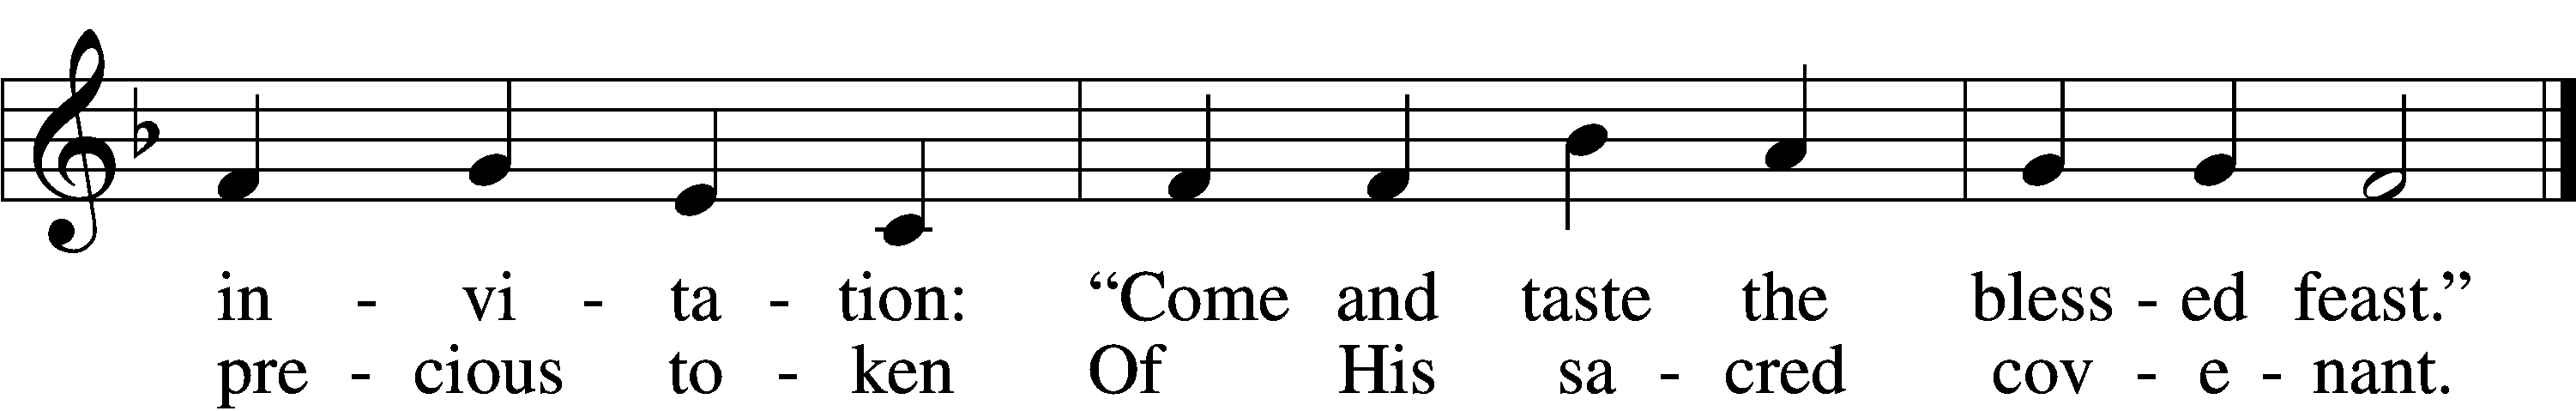 in - vi - ta - tion: “Come and taste the bless - ed feast.”
pre - cious to - ken Of His sa - cred cov - e - nant.